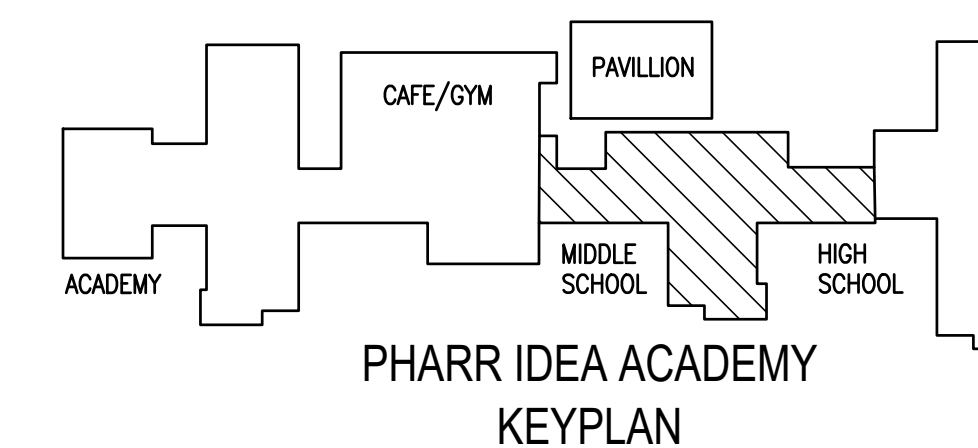 PAVILLION
CAFE/GYM
ACADEMY
MIDDLE
SCHOOL
HIGH
SCHOOL
PHARR IDEA ACADEMY
KEYPLAN